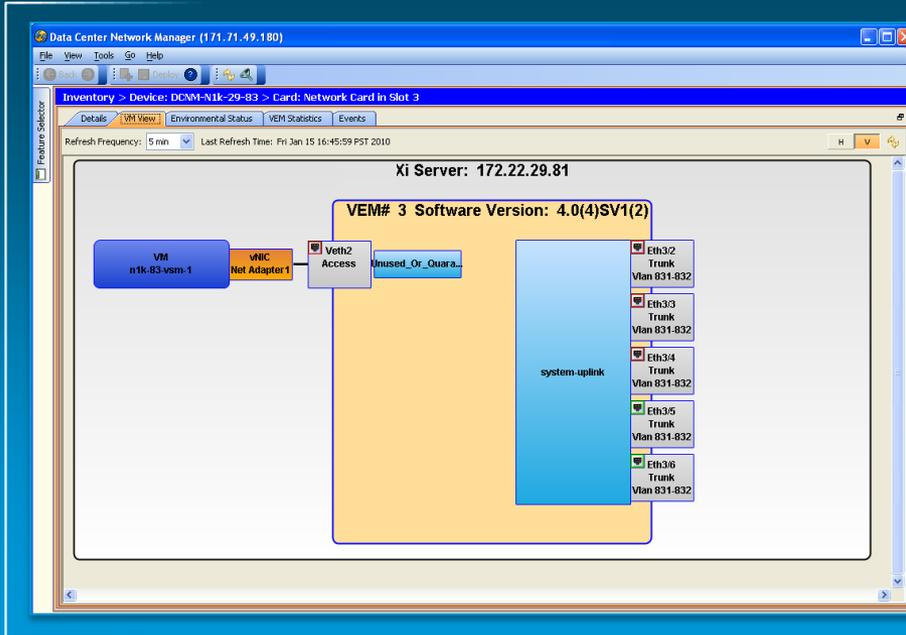 Data Center Network Manager (171.71.49.180)
File View Tools Go Help
Back Deploy
Inventory > Device: DCNM-N1k-29-83 > Card: Network Card in Slot 3
Feature Selector
Details VM View Environmental Status VEM Statistics Events
Refresh Frequency: 5 min Last Refresh Time: Fri Jan 15 16:45:59 PST 2010 H V
Xi Server: 172.22.29.81
VEM# 3 Software Version: 4.0(4)SV1(2)
VM
n1k-83-vsm-1
vNIC
Net Adapter1
Veth2
Access
Unused_Or_Quara...
system-uplink
Eth3/2
Trunk
Vlan 831-832
Eth3/3
Trunk
Vlan 831-832
Eth3/4
Trunk
Vlan 831-832
Eth3/5
Trunk
Vlan 831-832
Eth3/6
Trunk
Vlan 831-832